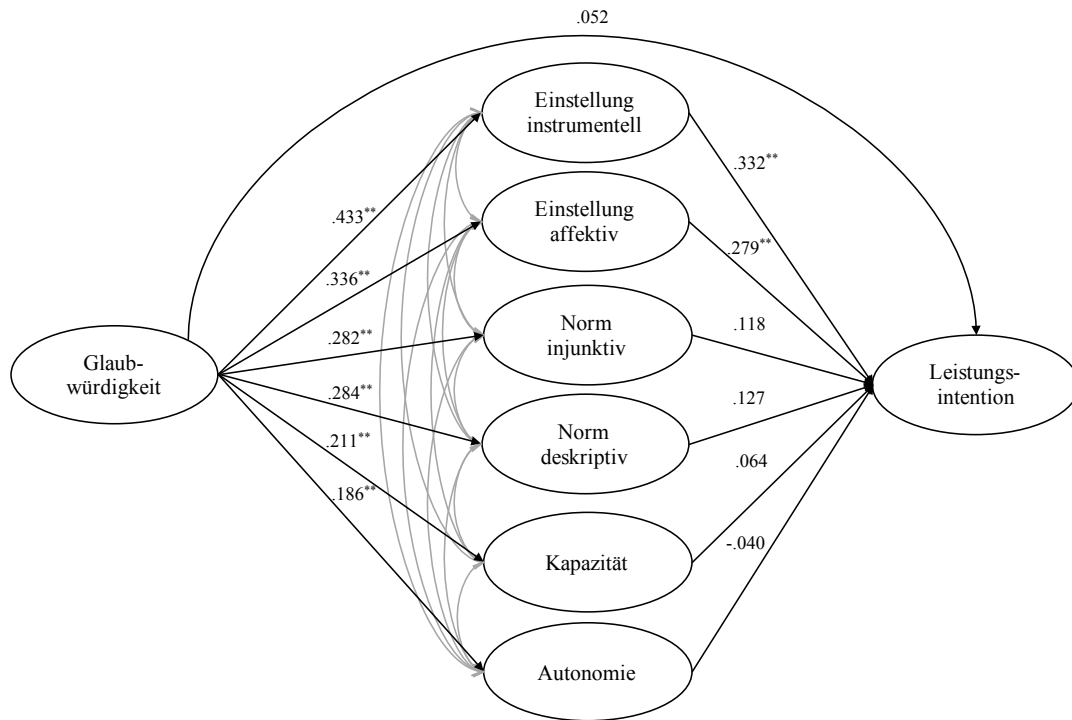 .052
Einstellung
instrumentell
.332**
.433**
Einstellung
affektiv
.279**
.336**
Norm
injunktiv
.118
.282**
Glaub-
würdigkeit
Leistungs-
intention
.284**
.127
Norm
deskriptiv
.211**
.064
.186**
-.040
Kapazität
Autonomie